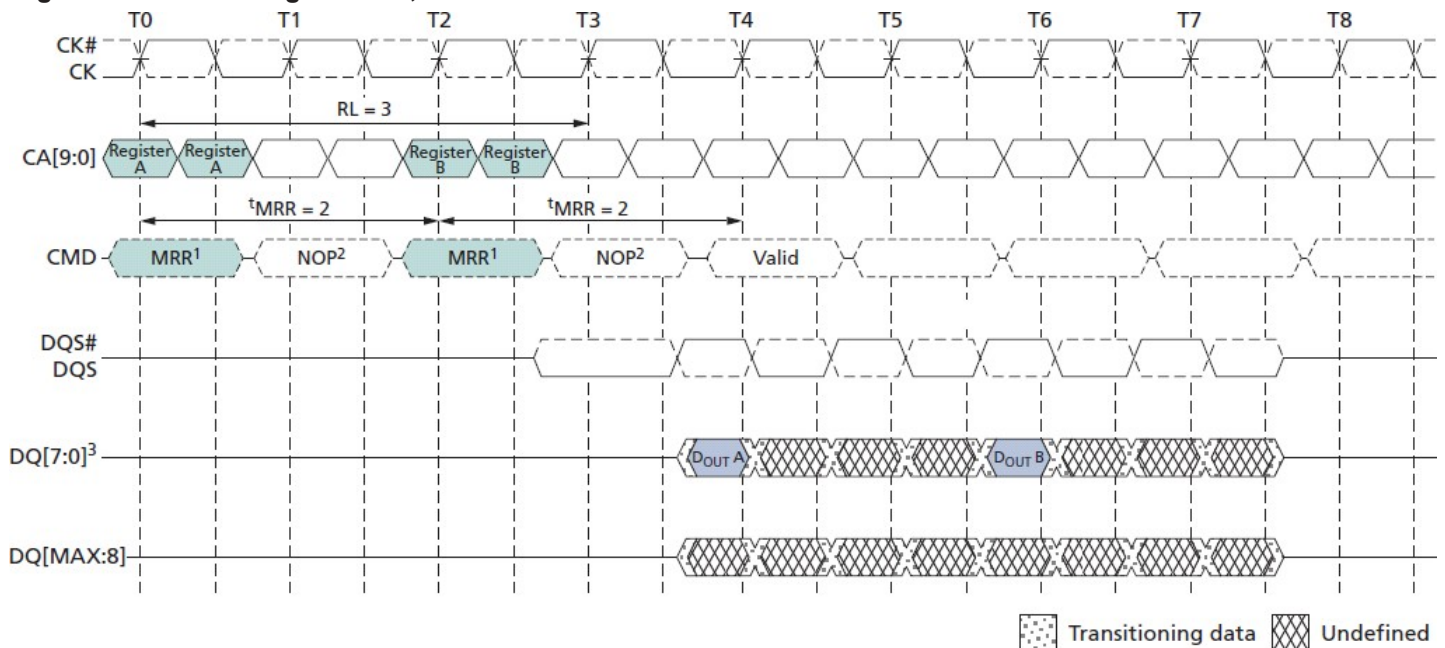 T0 T1 T2 T3 T4 T5 T6 T7 T8
CK#
CK
RL = 3
CA[9:0]
Register A Register A Register B Register B
tMRR = 2 tMRR = 2
CMD MRR1 NOP2 MRR1 NOP2 Valid
DQS#
DQS
DQ[7:0]3 DOUT A DOUT B
DQ[MAX:8]
Transitioning data Undefined